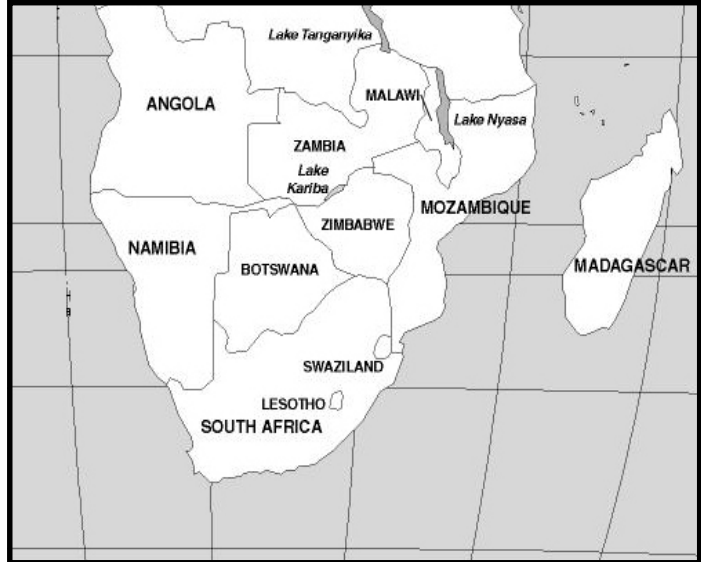 Lake Tanganyika
ANGOLA
MALAWI
Lake Nyasa
ZAMBIA
Lake
Kariba
MOZAMBIQUE
ZIMBABWE
NAMIBIA
BOTSWANA
MADAGASCAR
SWAZILAND
LESOTHO
SOUTH AFRICA